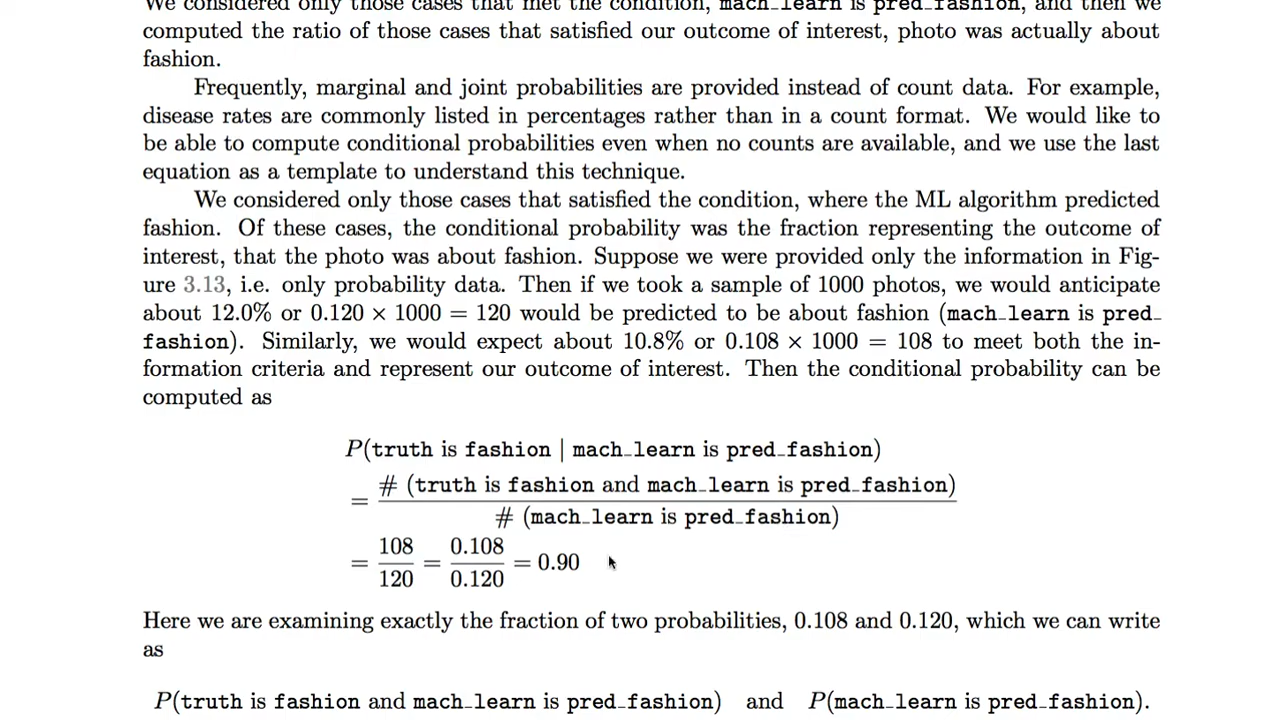 We considered only those cases that met the condition, mach_learn is pred_fashion, and then we
computed the ratio of those cases that satisfied our outcome of interest, photo was actually about
fashion.
Frequently, marginal and joint probabilities are provided instead of count data. For example,
disease rates are commonly listed in percentages rather than in a count format. We would like to
be able to compute conditional probabilities even when no counts are available, and we use the last
equation as a template to understand this technique.
We considered only those cases that satisfied the condition, where the ML algorithm predicted
fashion. Of these cases, the conditional probability was the fraction representing the outcome of
interest, that the photo was about fashion. Suppose we were provided only the information in Fig-
ure 3.13, i.e. only probability data. Then if we took a sample of 1000 photos, we would anticipate
about 12.0% or 0.120 × 1000 = 120 would be predicted to be about fashion (mach_learn is pred_
fashion). Similarly, we would expect about 10.8% or 0.108 × 1000 = 108 to meet both the in-
formation criteria and represent our outcome of interest. Then the conditional probability can be
computed as
P(truth is fashion | mach_learn is pred_fashion)
= # (truth is fashion and mach_learn is pred_fashion)
# (mach_learn is pred_fashion)
= 108/120 = 0.108/0.120 = 0.90
Here we are examining exactly the fraction of two probabilities, 0.108 and 0.120, which we can write
as
P(truth is fashion and mach_learn is pred_fashion) and P(mach_learn is pred_fashion).